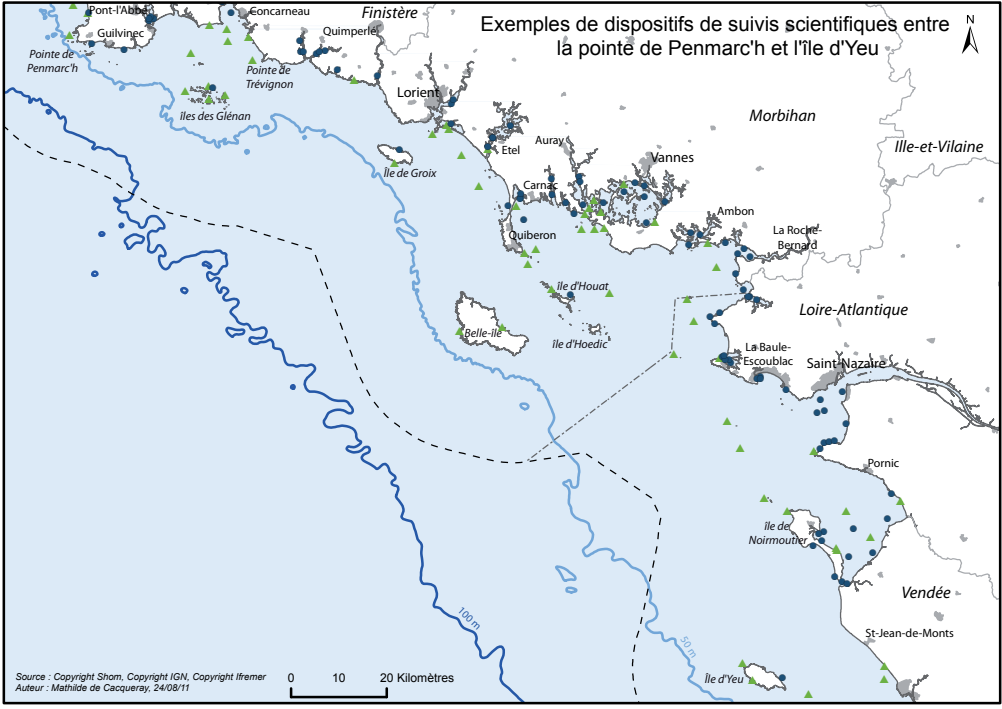 Exemples de dispositifs de suivis scientifiques entre
la pointe de Penmarc'h et l'île d'Yeu
N
Pont-l'Abbé
Concarneau
Finistère
Guilvinec
Quimperlé
Pointe de
Penmarc'h
Pointe de
Trévignon
Lorient
îles des Glénan
Morbihan
Ille-et-Vilaine
Etel
Auray
Vannes
Île de Groix
Carnac
Ambon
La Roche-
Bernard
Quiberon
île d'Houat
Loire-Atlantique
Belle-île
île d'Hoedic
La Baule-
Escoublac
Saint-Nazaire
Pornic
île de
Noirmoutier
Vendée
100 m
50 m
St-Jean-de-Monts
Île d'Yeu
Source : Copyright Shom, Copyright IGN, Copyright Ifremer
Auteur : Mathilde de Cacqueray, 24/08/11
0 10 20 Kilomètres